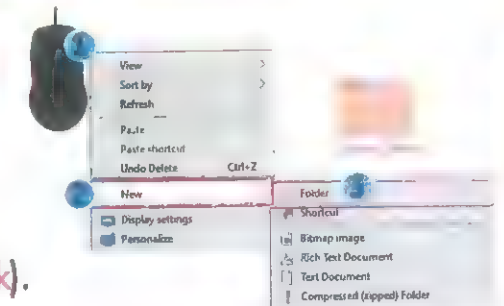 View >
Sort by >
Refresh
Paste
Paste shortcut
Undo Delete Ctrl+Z
New
Display settings
Personalize
Folder
Shortcut
Bitmap image
Rich Text Document
Text Document
Compressed (zipped) Folder
x).